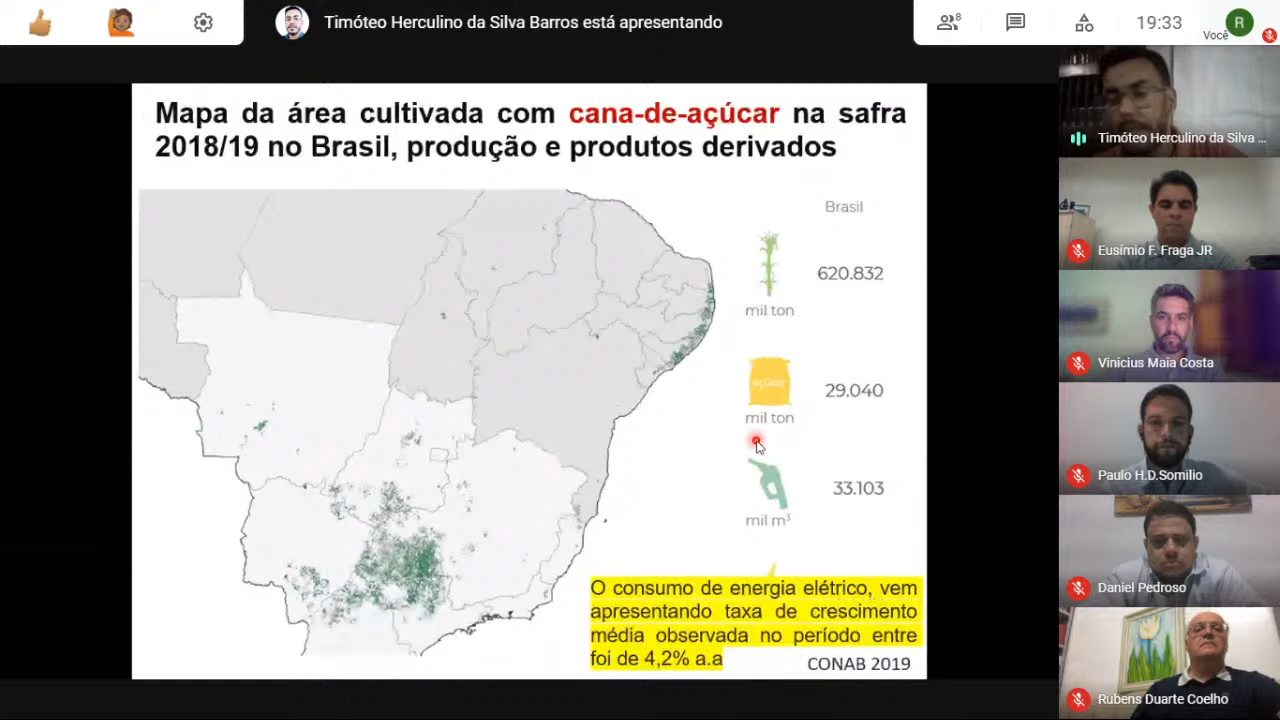 Timóteo Herculino da Silva Barros está apresentando
8
19:33
R
Você
Mapa da área cultivada com cana-de-açúcar na safra
2018/19 no Brasil, produção e produtos derivados
Brasil
620.832
mil ton
açúcar
29.040
mil ton
33.103
mil m³
O consumo de energia elétrico, vem
apresentando taxa de crescimento
média observada no período entre
foi de 4,2% a.a
CONAB 2019
Timóteo Herculino da Silva ...
Eusímio F. Fraga JR
Vinicius Maia Costa
Paulo H.D.Somilio
Daniel Pedroso
Rubens Duarte Coelho